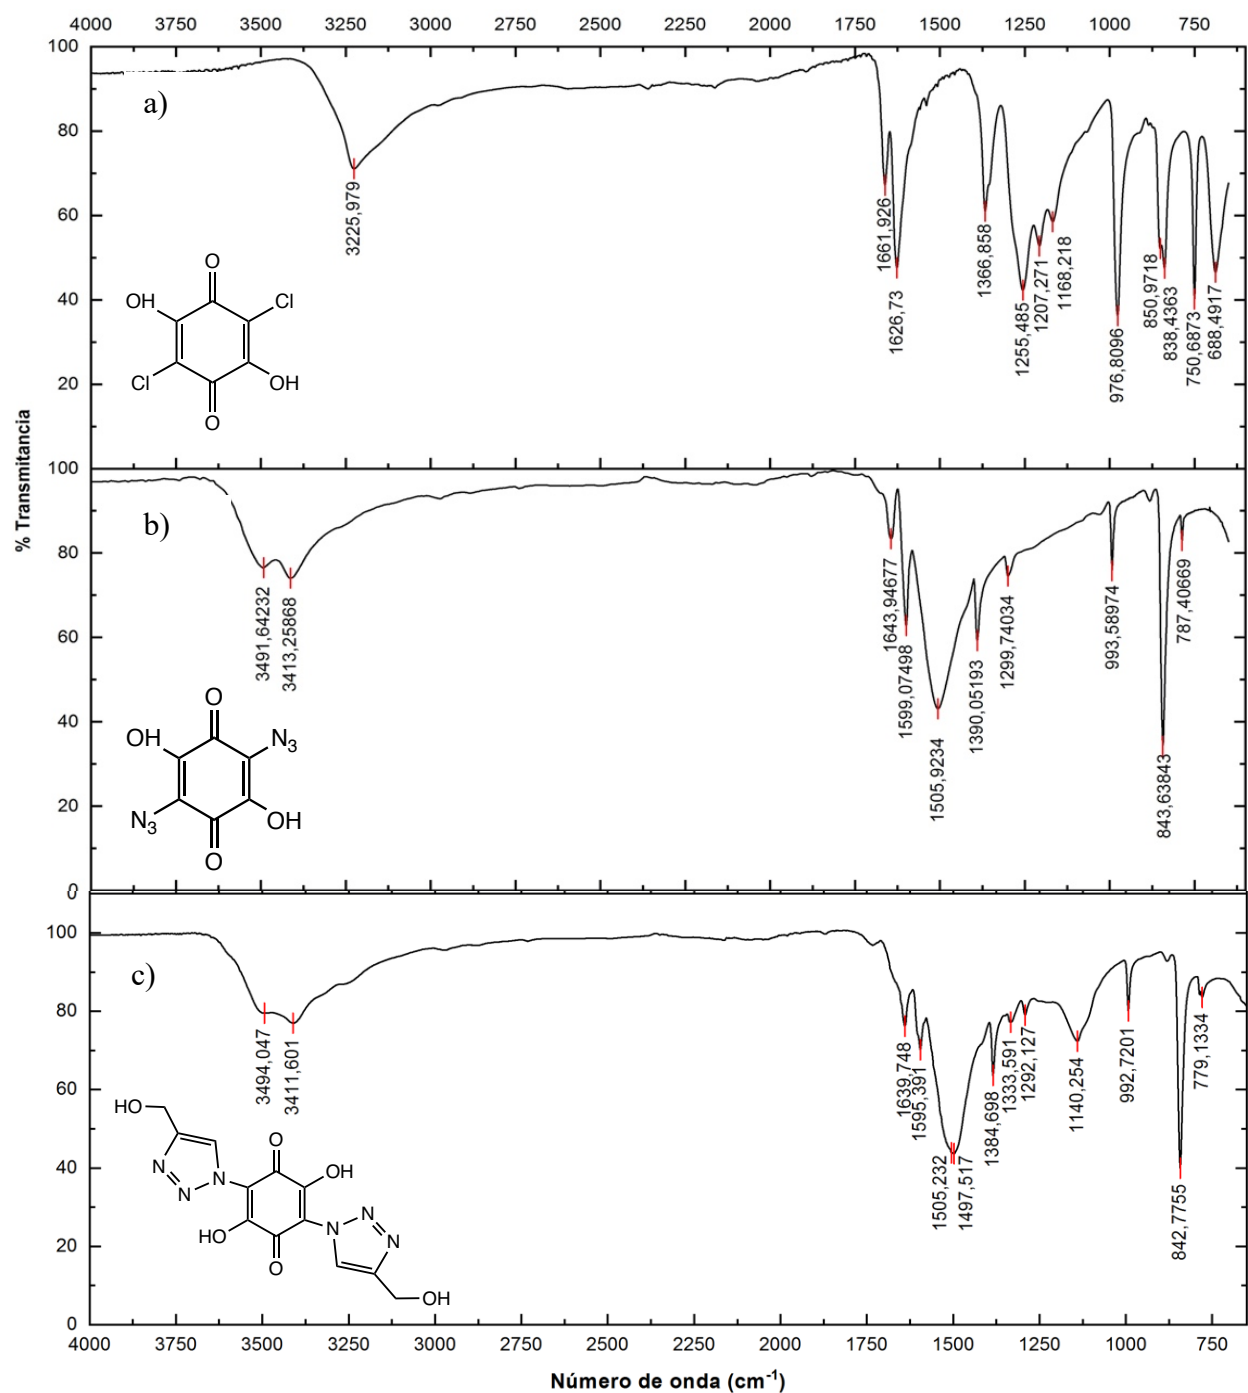 4000 3750 3500 3250 3000 2750 2500 2250 2000 1750 1500 1250 1000 750
100
a)
80
60
40
20
3225,979
1661,926
1626,73
1366,858
1255,485
1207,271
1168,218
976,8096
850,9718
838,4363
750,6873
688,4917
O
OH
Cl
Cl
OH
O
% Transmitancia
100
b)
80
60
40
20
0
3491,64232
3413,25868
1643,94677
1599,07498
1505,9234
1390,05193
1299,74034
993,58974
843,63843
787,40669
O
OH
N3
N3
OH
O
0
100
c)
80
60
40
20
0
3494,047
3411,601
1639,748
1595,391
1505,232
1497,517
1384,698
1333,591
1292,127
1140,254
992,7201
842,7755
779,1334
HO
N
N
N
O
OH
HO
O
N
N
N
OH
4000 3750 3500 3250 3000 2750 2500 2250 2000 1750 1500 1250 1000 750
Número de onda (cm-1)